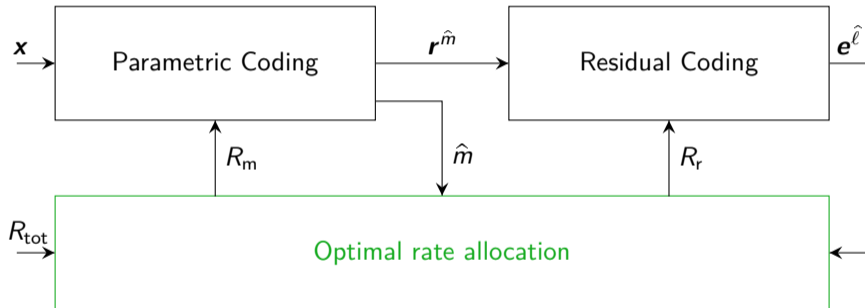 x
Parametric Coding
r^m̂
Residual Coding
e^ℓ̂
R_m
m̂
R_r
R_tot
Optimal rate allocation